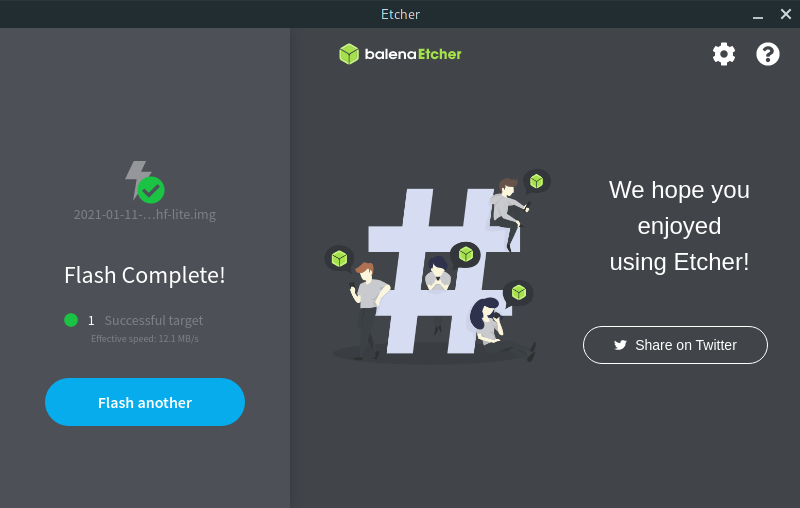 Etcher
balenaEtcher
2021-01-11-...hf-lite.img
Flash Complete!
1 Successful target
Effective speed: 12.1 MB/s
Flash another
We hope you
enjoyed
using Etcher!
Share on Twitter